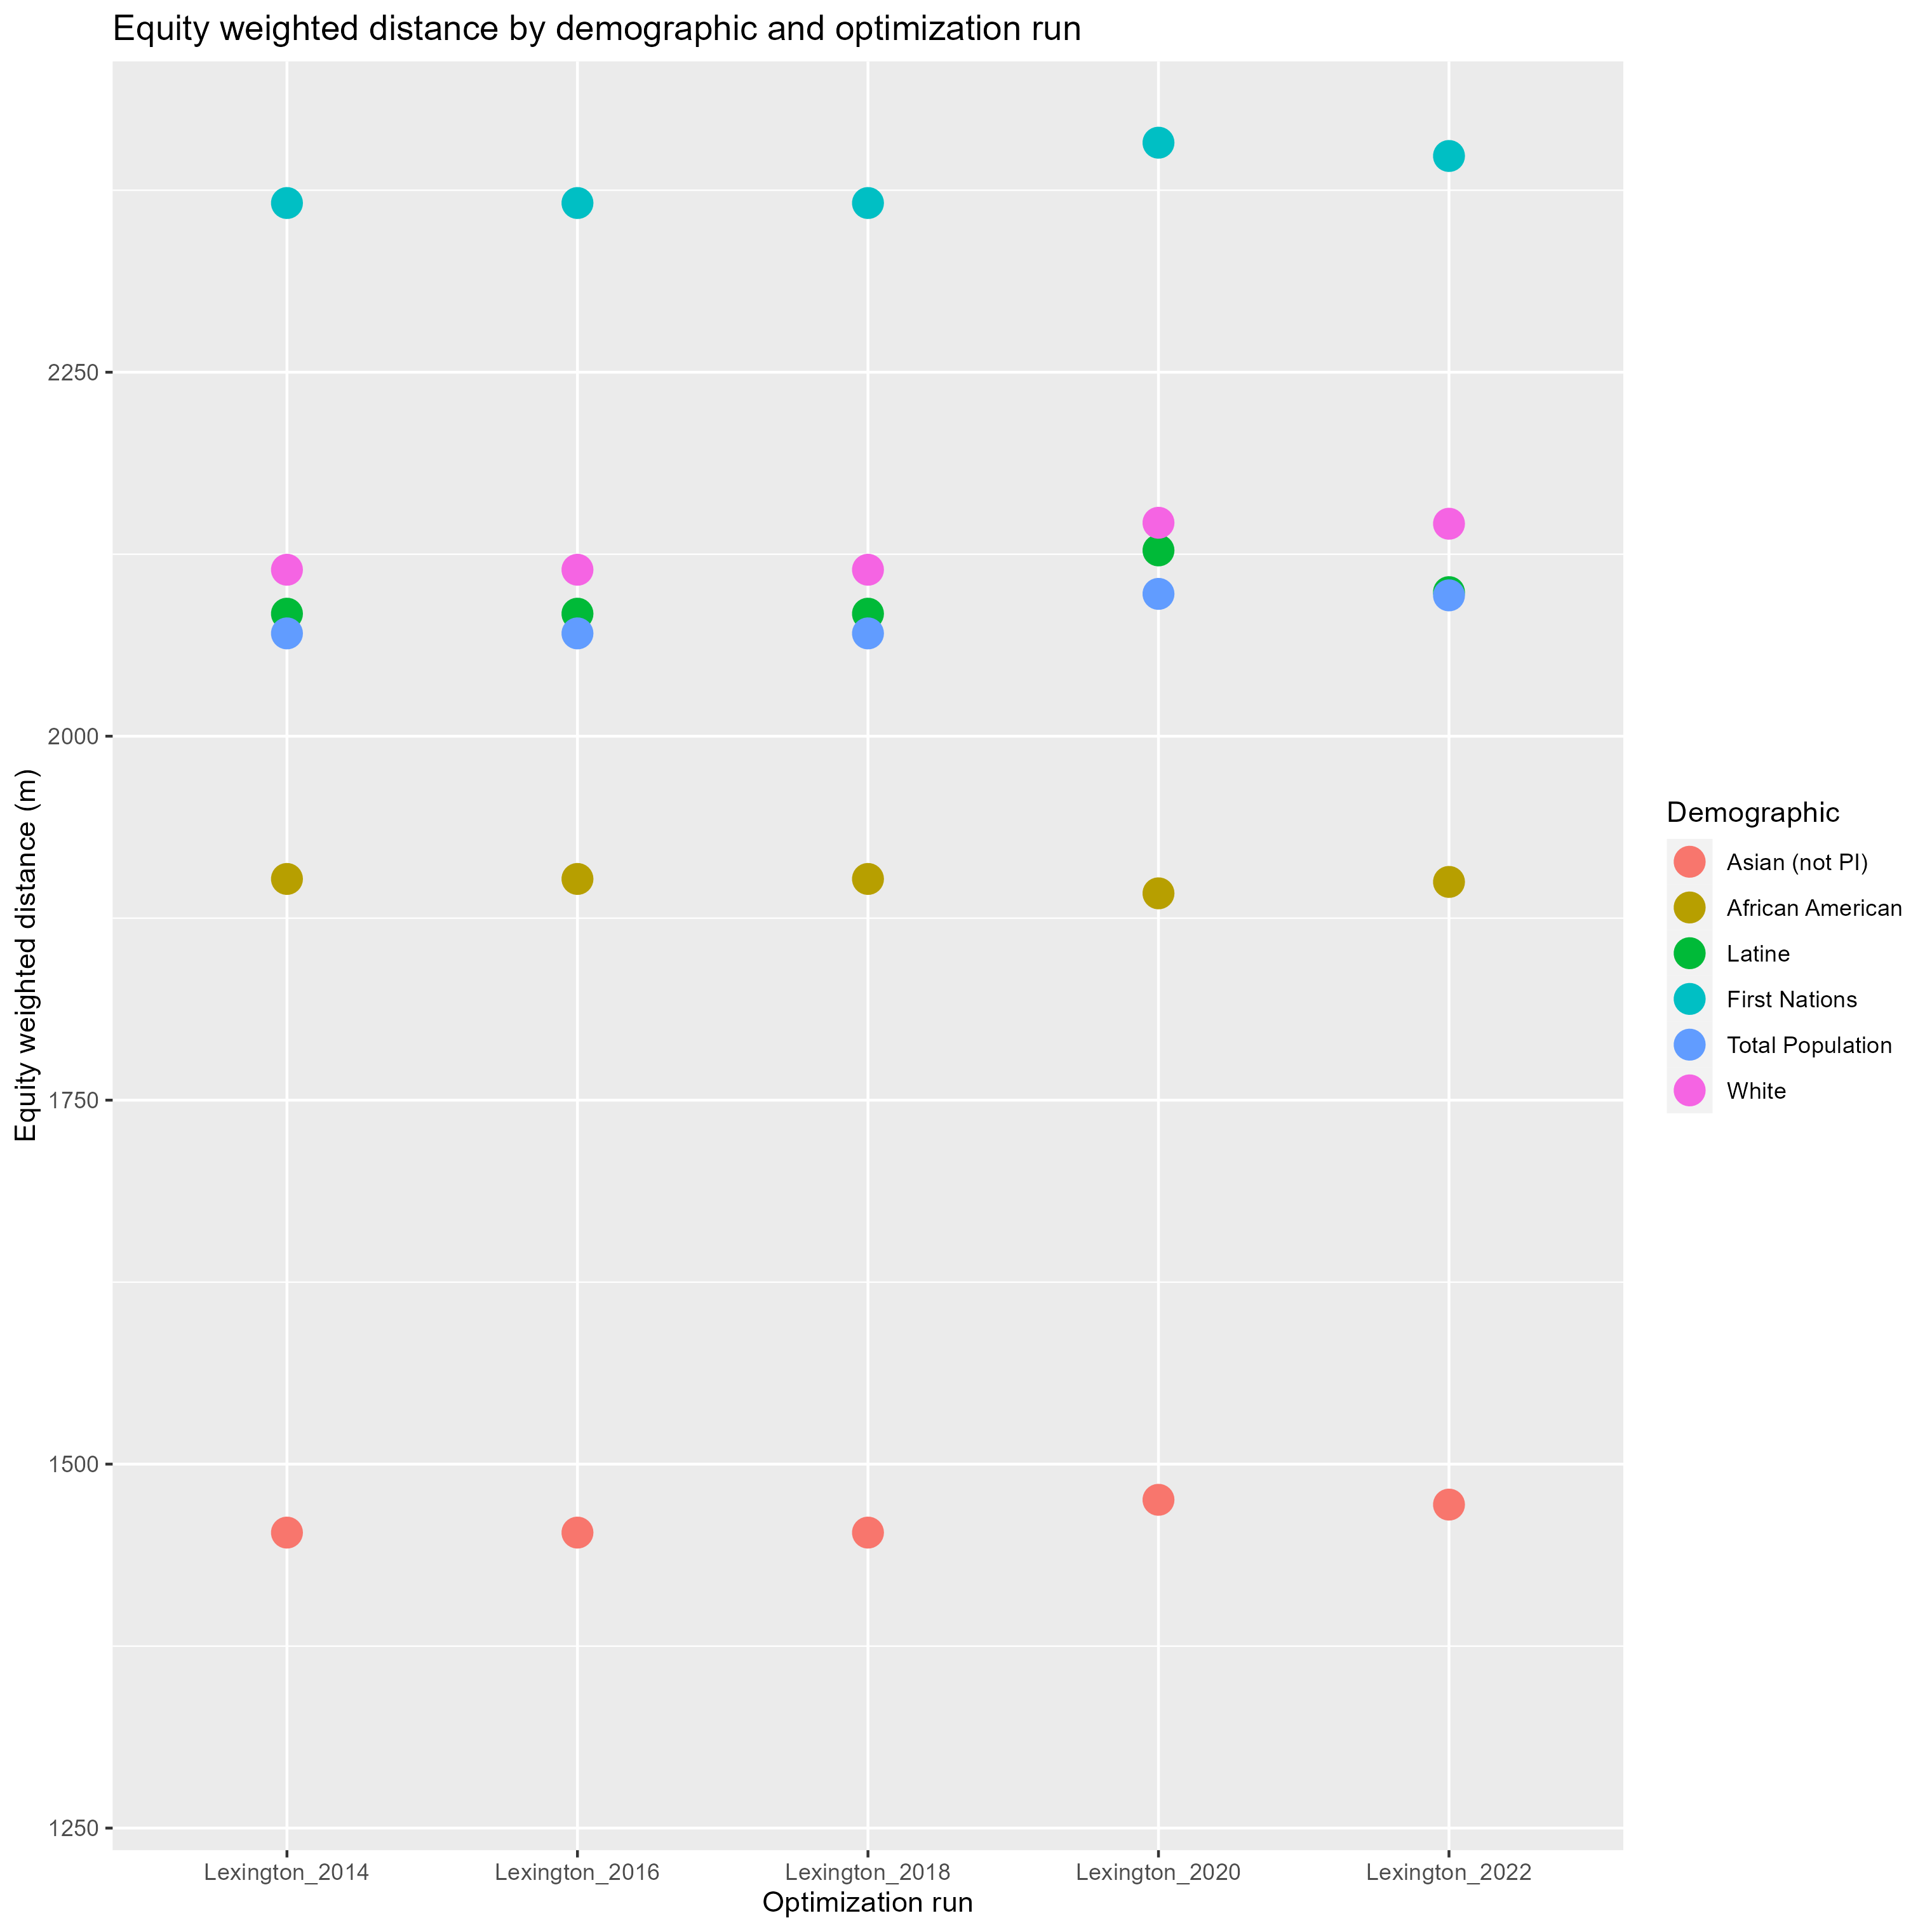 Equity weighted distance by demographic and optimization run
Equity weighted distance (m)
2250
2000
1750
1500
1250
Lexington_2014
Lexington_2016
Lexington_2018
Lexington_2020
Lexington_2022
Optimization run
Demographic
Asian (not PI)
African American
Latine
First Nations
Total Population
White